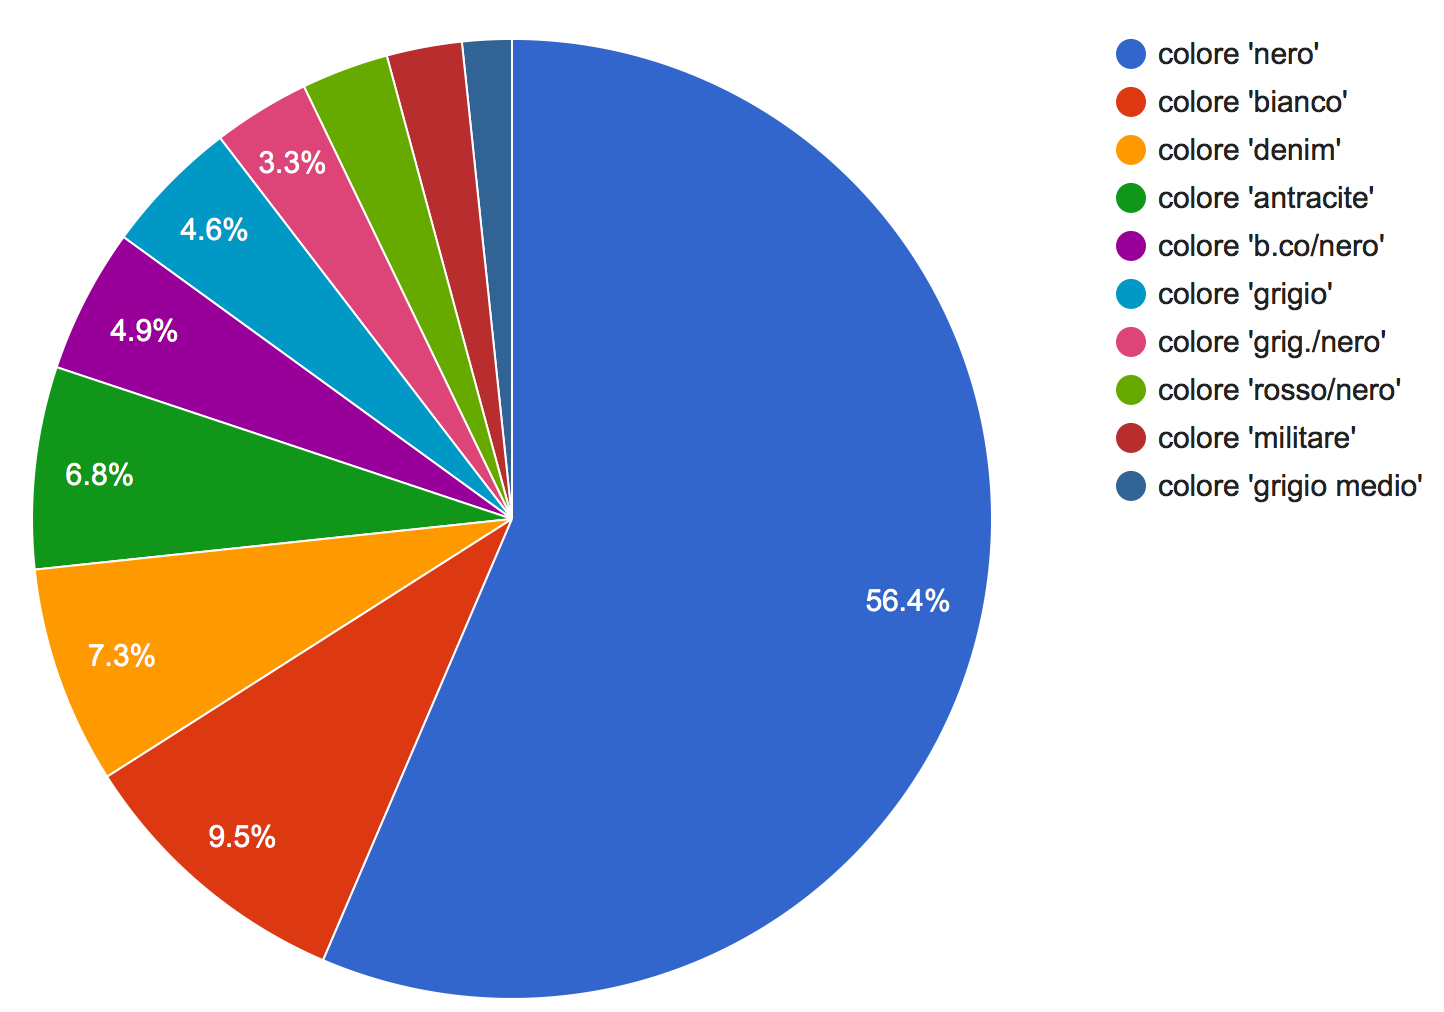 colore 'nero'
colore 'bianco'
colore 'denim'
colore 'antracite'
colore 'b.co/nero'
colore 'grigio'
colore 'grig./nero'
colore 'rosso/nero'
colore 'militare'
colore 'grigio medio'
3.3%
4.6%
4.9%
6.8%
56.4%
7.3%
9.5%